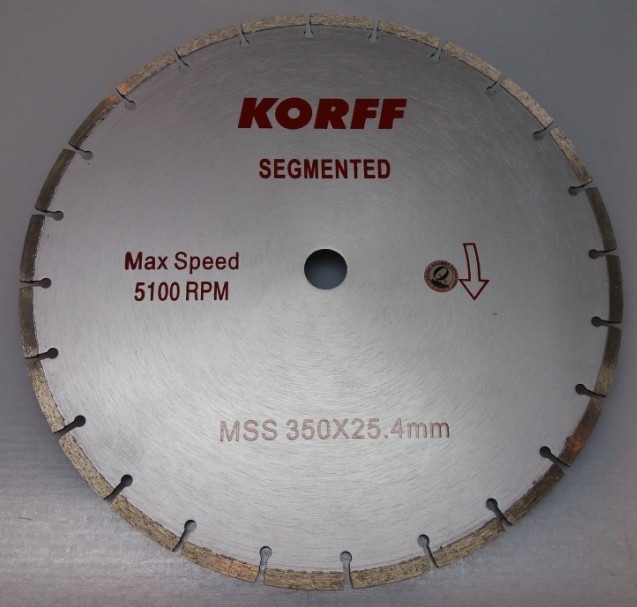 KORFF
SEGMENTED
Max Speed
5100 RPM
MSS 350X25.4mm